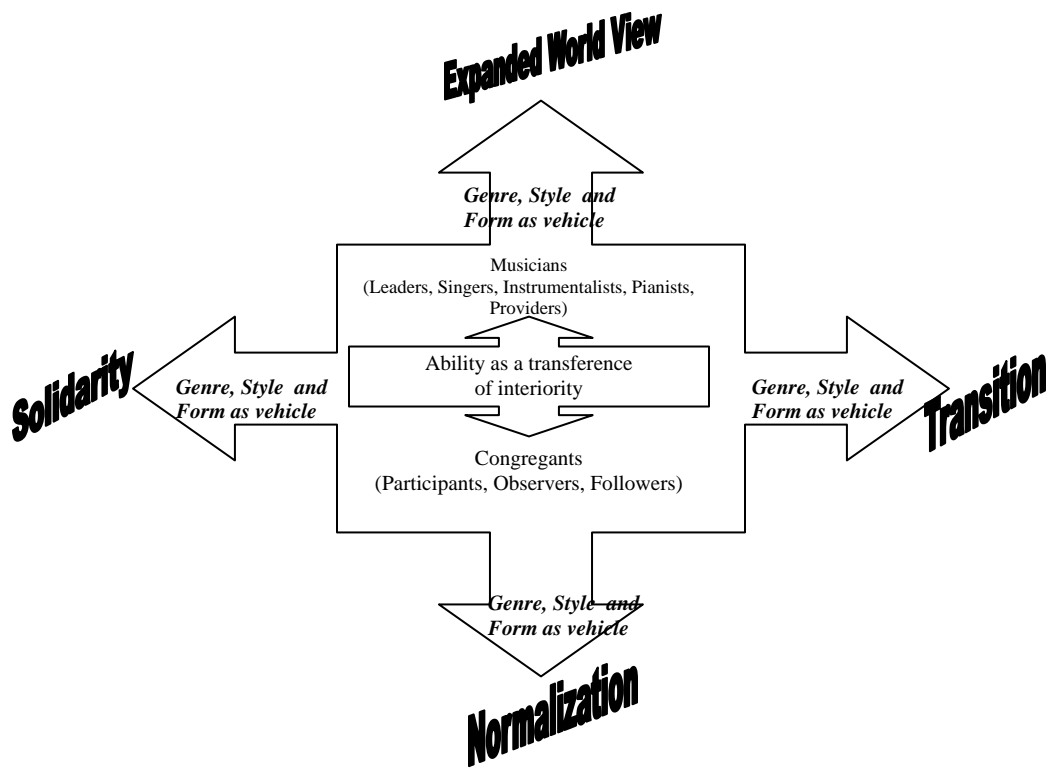 Expanded World View
Genre, Style and
Form as vehicle
Musicians
(Leaders, Singers, Instrumentalists, Pianists,
Providers)
Ability as a transference
of interiority
Solidarity
Genre, Style and
Form as vehicle
Genre, Style and
Form as vehicle
Transition
Congregants
(Participants, Observers, Followers)
Genre, Style and
Form as vehicle
Normalization